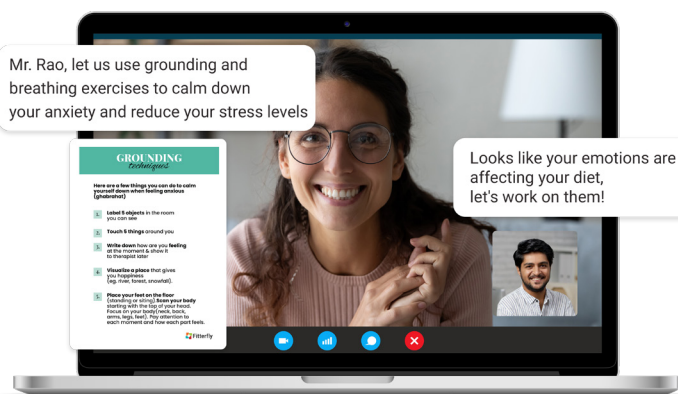 Mr. Rao, let us use grounding and
breathing exercises to calm down
your anxiety and reduce your stress levels
Looks like your emotions are
affecting your diet,
let's work on them!
GROUNDING
techniques
Here are a few things you can do to calm
yourself down when feeling anxious
(ghabrahat)
1. Label 5 objects in the room
you can see
2. Touch 5 things around you
3. Write down how are you feeling
at the moment & show it
to therapist later
4. Visualize a place that gives
you happiness
(eg. river, forest, snowfall).
5. Place your feet on the floor
(standing or siting).Scan your body
starting with the top of your head.
Focus on your body(neck, back,
arms, legs, feet). Pay attention to
each moment and how each part feels.
Fitterfly